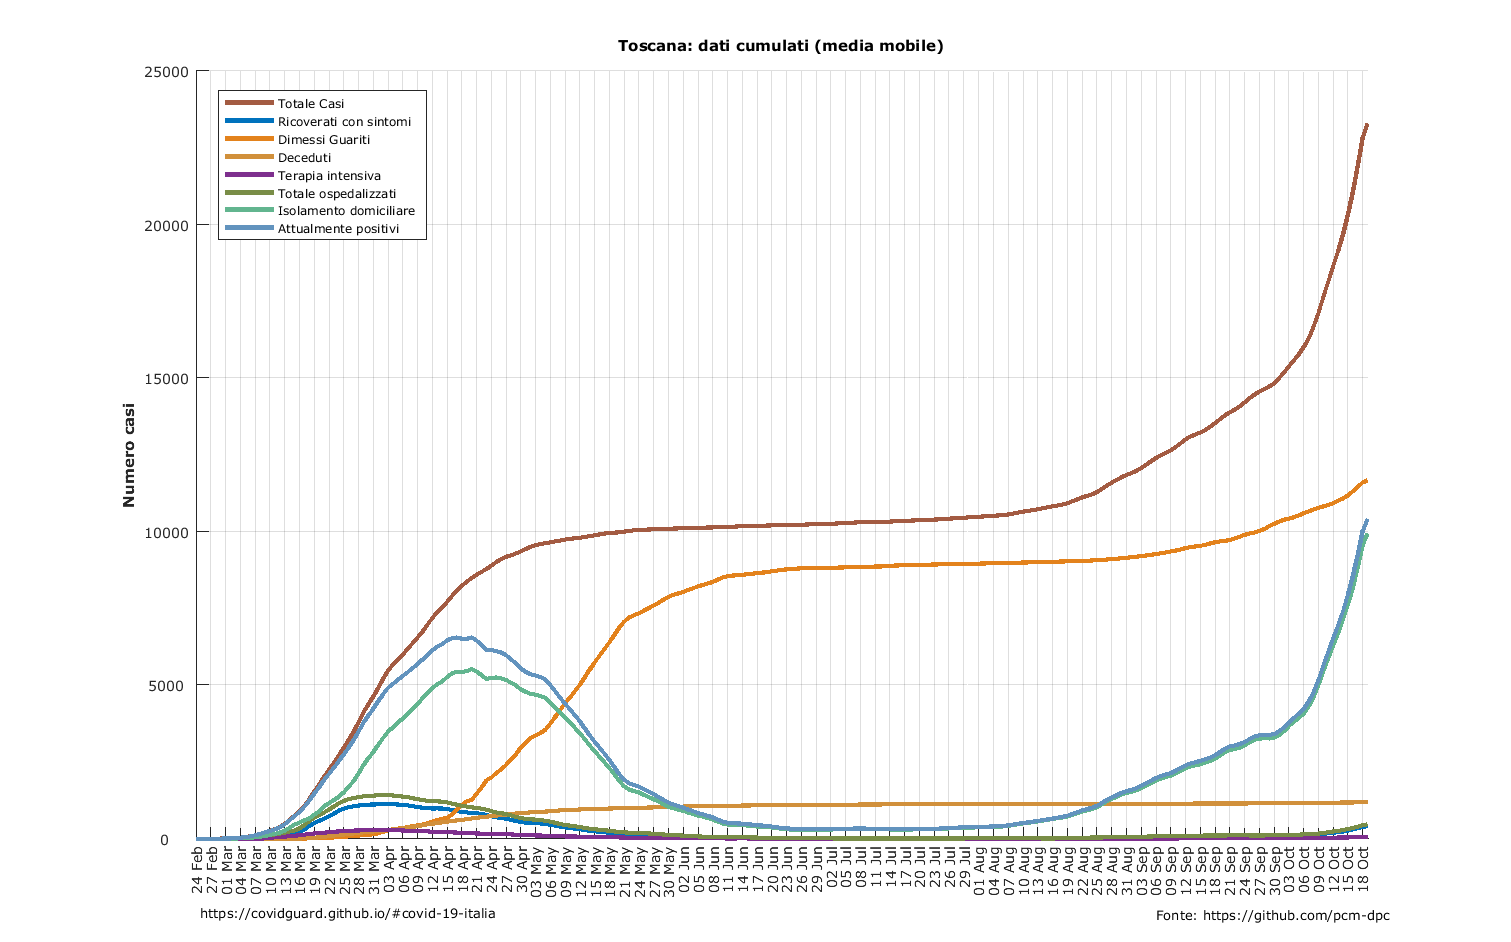 Toscana: dati cumulati (media mobile)
Numero casi
25000
20000
15000
10000
5000
0
Totale Casi
Ricoverati con sintomi
Dimessi Guariti
Deceduti
Terapia intensiva
Totale ospedalizzati
Isolamento domiciliare
Attualmente positivi
24 Feb
27 Feb
01 Mar
04 Mar
07 Mar
10 Mar
13 Mar
16 Mar
19 Mar
22 Mar
25 Mar
28 Mar
31 Mar
03 Apr
06 Apr
09 Apr
12 Apr
15 Apr
18 Apr
21 Apr
24 Apr
27 Apr
30 Apr
03 May
06 May
09 May
12 May
15 May
18 May
21 May
24 May
27 May
30 May
02 Jun
05 Jun
08 Jun
11 Jun
14 Jun
17 Jun
20 Jun
23 Jun
26 Jun
29 Jun
02 Jul
05 Jul
08 Jul
11 Jul
14 Jul
17 Jul
20 Jul
23 Jul
26 Jul
29 Jul
01 Aug
04 Aug
07 Aug
10 Aug
13 Aug
16 Aug
19 Aug
22 Aug
25 Aug
28 Aug
31 Aug
03 Sep
06 Sep
09 Sep
12 Sep
15 Sep
18 Sep
21 Sep
24 Sep
27 Sep
30 Sep
03 Oct
06 Oct
09 Oct
12 Oct
15 Oct
18 Oct
https://covidguard.github.io/#covid-19-italia
Fonte: https://github.com/pcm-dpc